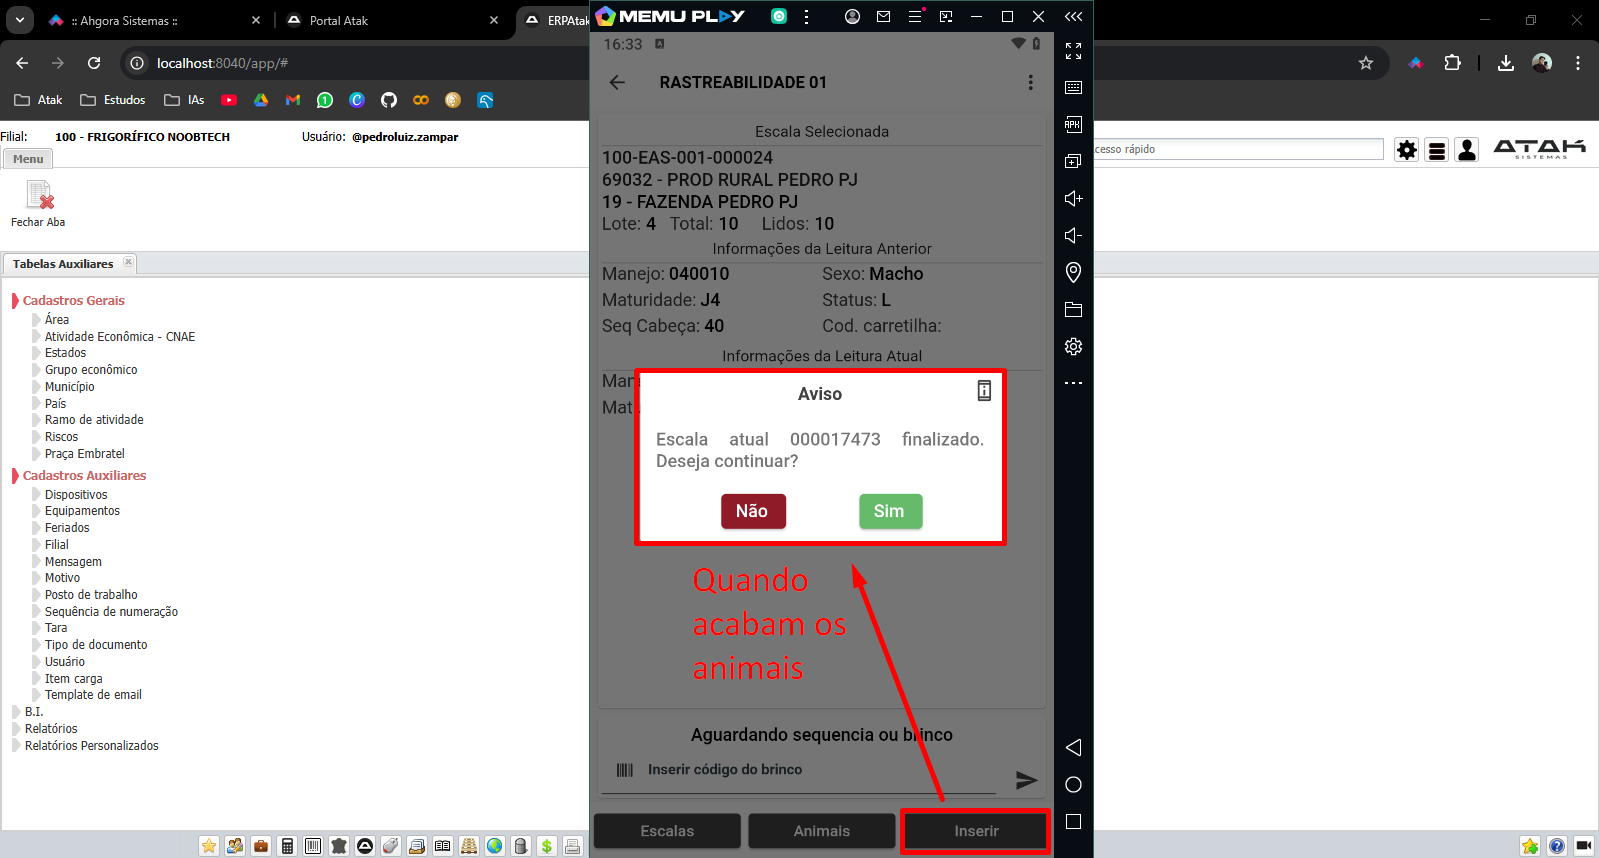 :: Ahgora Sistemas ::
Portal Atak
ERPAtak
MEMU PLAY
localhost:8040/app/#
Atak
Estudos
IAs
Filial: 100 - FRIGORÍFICO NOOBTECH
Usuário: @pedroluiz.zampar
Menu
Fechar Aba
cesso rápido
ATAK
SISTEMAS
Tabelas Auxiliares
Cadastros Gerais
Área
Atividade Econômica - CNAE
Estados
Grupo econômico
Município
País
Ramo de atividade
Riscos
Praça Embratel
Cadastros Auxiliares
Dispositivos
Equipamentos
Feriados
Filial
Mensagem
Motivo
Posto de trabalho
Sequência de numeração
Tara
Tipo de documento
Usuário
Item carga
Template de email
B.I.
Relatórios
Relatórios Personalizados
16:33
RASTREABILIDADE 01
Escala Selecionada
100-EAS-001-000024
69032 - PROD RURAL PEDRO PJ
19 - FAZENDA PEDRO PJ
Lote: 4 Total: 10 Lidos: 10
Informações da Leitura Anterior
Manejo: 040010 Sexo: Macho
Maturidade: J4 Status: L
Seq Cabeça: 40 Cod. carretilha:
Informações da Leitura Atual
Man
Mat
Aviso
Escala atual 000017473 finalizado.
Deseja continuar?
Não
Sim
Quando
acabam os
animais
Aguardando sequencia ou brinco
Inserir código do brinco
Escalas
Animais
Inserir
APK